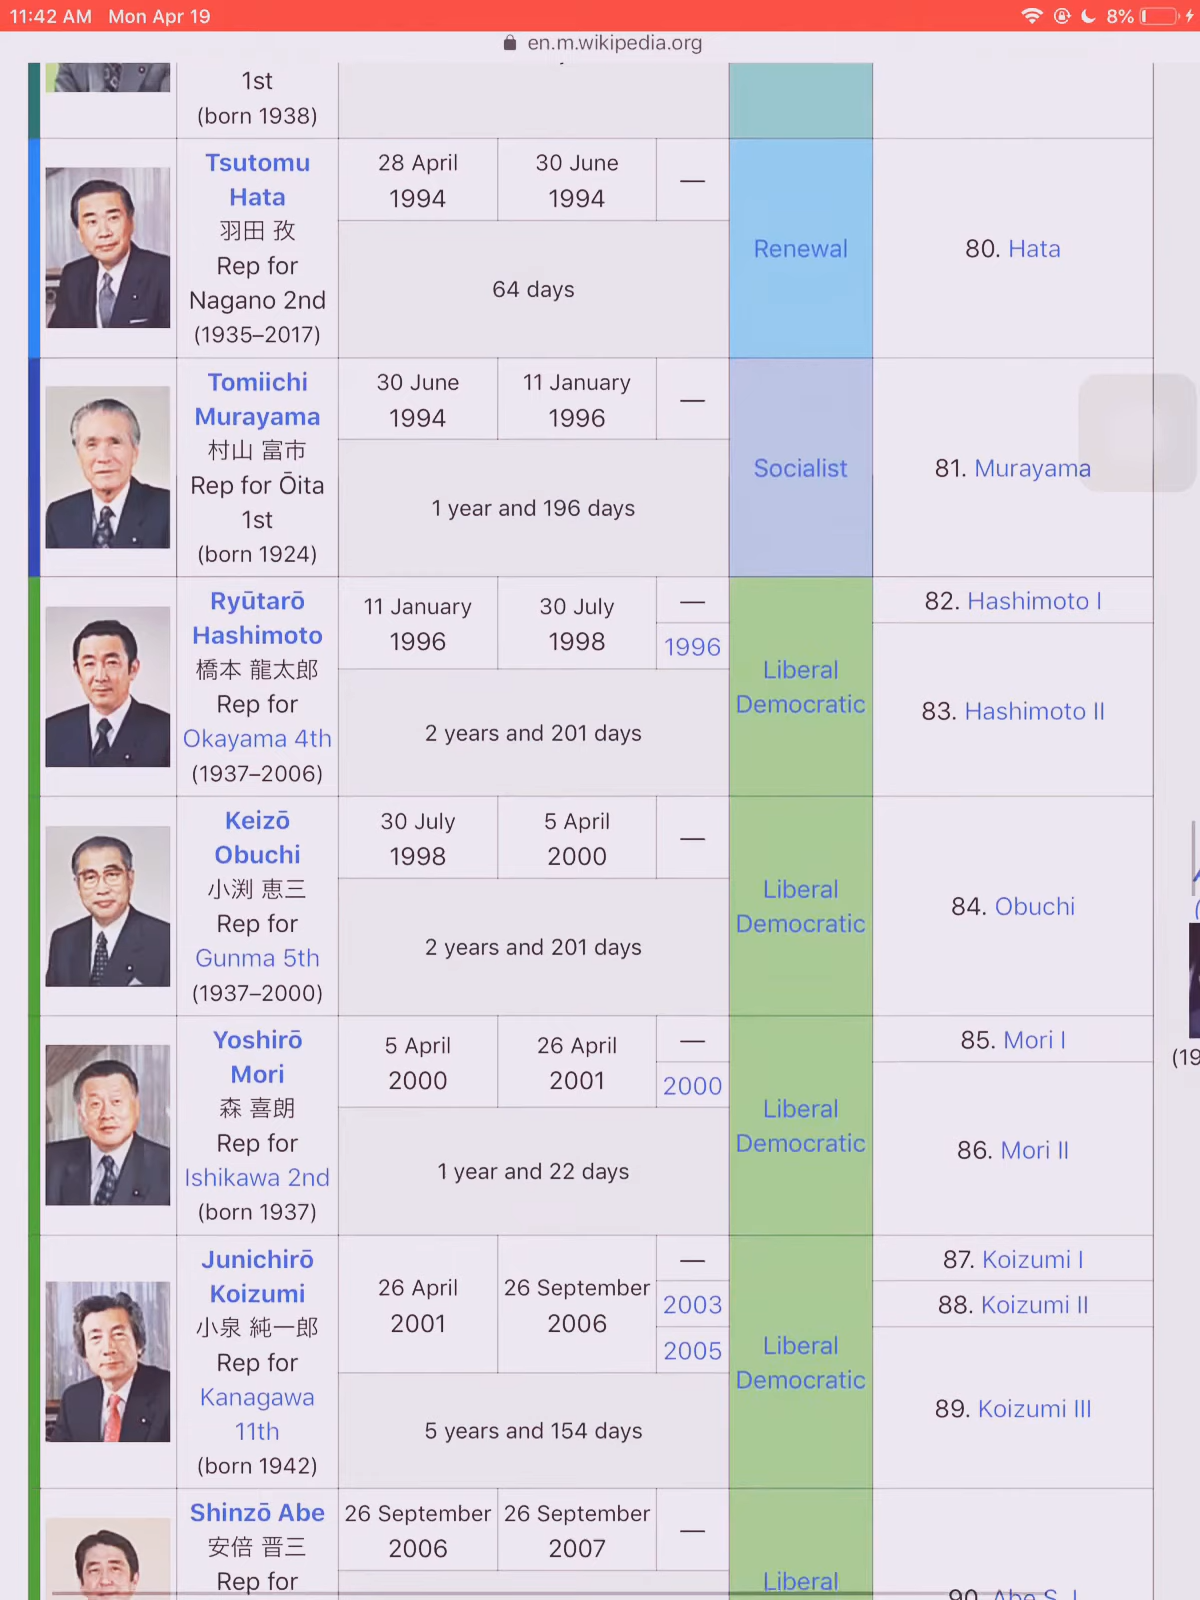 11:42 AM Mon Apr 19
8%
en.m.wikipedia.org
1st
(born 1938)
Tsutomu
Hata
羽田 孜
Rep for
Nagano 2nd
(1935–2017)
28 April
1994
30 June
1994
—
64 days
Renewal
80. Hata
Tomiichi
Murayama
村山 富市
Rep for Ōita
1st
(born 1924)
30 June
1994
11 January
1996
—
1 year and 196 days
Socialist
81. Murayama
Ryūtarō
Hashimoto
橋本 龍太郎
Rep for
Okayama 4th
(1937–2006)
11 January
1996
30 July
1998
—
1996
2 years and 201 days
Liberal
Democratic
82. Hashimoto I
83. Hashimoto II
Keizō
Obuchi
小渕 恵三
Rep for
Gunma 5th
(1937–2000)
30 July
1998
5 April
2000
—
2 years and 201 days
Liberal
Democratic
84. Obuchi
Yoshirō
Mori
森 喜朗
Rep for
Ishikawa 2nd
(born 1937)
5 April
2000
26 April
2001
—
2000
1 year and 22 days
Liberal
Democratic
85. Mori I
86. Mori II
(19
Junichirō
Koizumi
小泉 純一郎
Rep for
Kanagawa
11th
(born 1942)
26 April
2001
26 September
2006
—
2003
2005
5 years and 154 days
Liberal
Democratic
87. Koizumi I
88. Koizumi II
89. Koizumi III
Shinzō Abe
安倍 晋三
Rep for
26 September
2006
26 September
2007
—
Liberal
90. Abe S. I